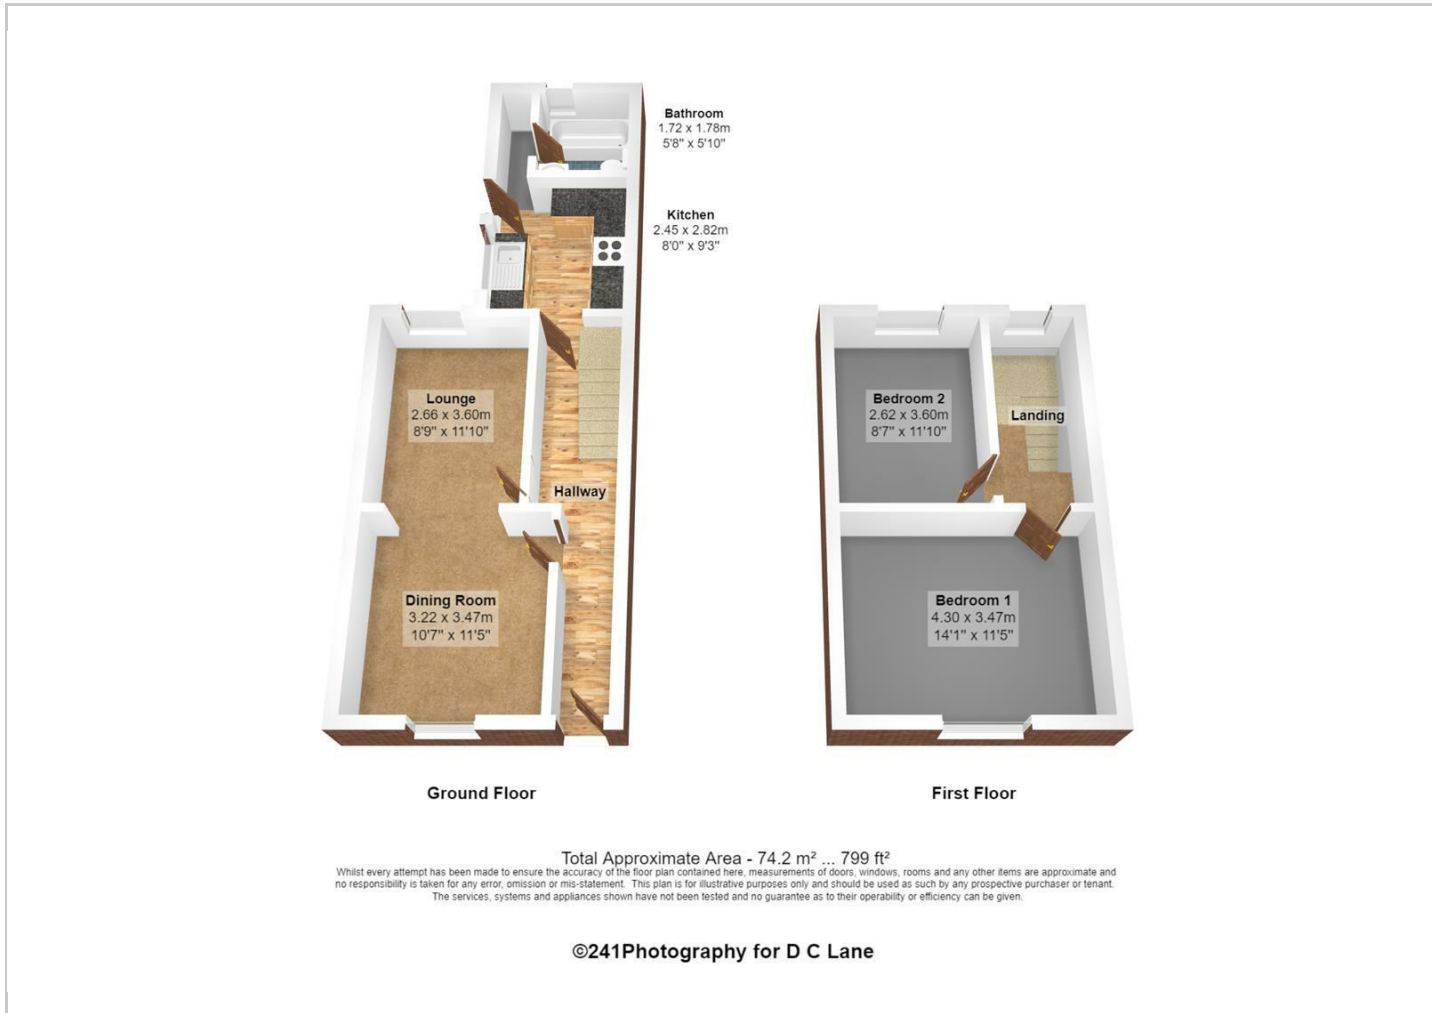 Bathroom
1.72 x 1.78m
5'8" x 5'10"
Kitchen
2.45 x 2.82m
8'0" x 9'3"
Lounge
2.66 x 3.60m
8'9" x 11'10"
Hallway
Dining Room
3.22 x 3.47m
10'7" x 11'5"
Bedroom 2
2.62 x 3.60m
8'7" x 11'10"
Landing
Bedroom 1
4.30 x 3.47m
14'1" x 11'5"
Ground Floor
First Floor
Total Approximate Area - 74.2 m² ... 799 ft²
Whilst every attempt has been made to ensure the accuracy of the floor plan contained here, measurements of doors, windows, rooms and any other items are approximate and
no responsibility is taken for any error, omission or mis-statement. This plan is for illustrative purposes only and should be used as such by any prospective purchaser or tenant.
The services, systems and appliances shown have not been tested and no guarantee as to their operability or efficiency can be given.
©241Photography for D C Lane